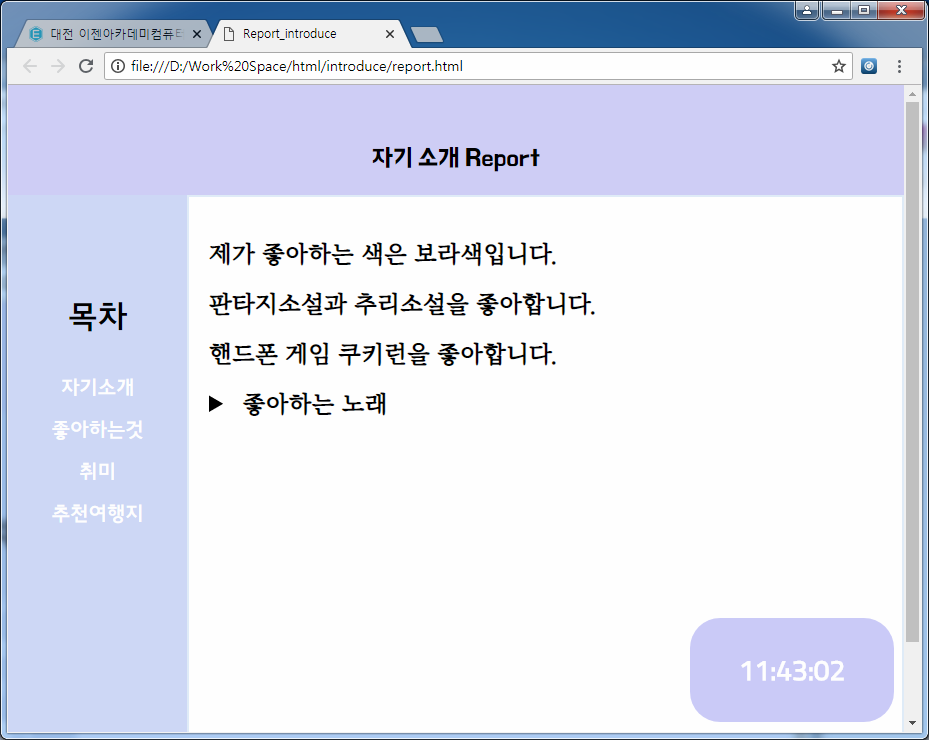 대전 이젠아카데미컴퓨터
Report_introduce
file:///D:/Work%20Space/html/introduce/report.html
자기 소개 Report
목차
자기소개
좋아하는것
취미
추천여행지
제가 좋아하는 색은 보라색입니다.
판타지소설과 추리소설을 좋아합니다.
핸드폰 게임 쿠키런을 좋아합니다.
▶ 좋아하는 노래
11:43:02